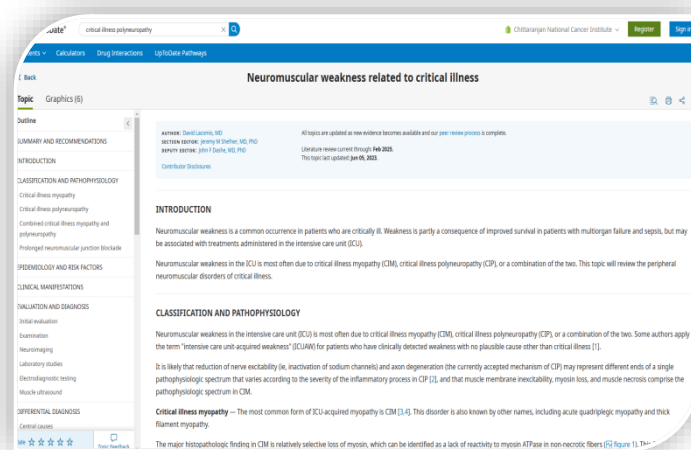 Date®
critical illness polyneuropathy
Chittaranjan National Cancer Institute
Register
Sign in
Calculators
Drug Interactions
UpToDate Pathways
Back
Neuromuscular weakness related to critical illness
Topic
Graphics (6)
Outline
SUMMARY AND RECOMMENDATIONS
INTRODUCTION
CLASSIFICATION AND PATHOPHYSIOLOGY
Critical illness myopathy
Critical illness polyneuropathy
Combined critical illness myopathy and
polyneuropathy
Prolonged neuromuscular junction blockade
EPIDEMIOLOGY AND RISK FACTORS
CLINICAL MANIFESTATIONS
EVALUATION AND DIAGNOSIS
Initial evaluation
Examination
Neuroimaging
Laboratory studies
Electrodiagnostic testing
Muscle ultrasound
DIFFERENTIAL DIAGNOSIS
Central causes
Topic Feedback
AUTHOR: David Lacomis, MD
SECTION EDITOR: Jeremy M Shefner, MD, PhD
DEPUTY EDITOR: John F Dashe, MD, PhD
Contributor Disclosures
All topics are updated as new evidence becomes available and our peer review process is complete.
Literature review current through: Feb 2025.
This topic last updated: Jun 05, 2023.
INTRODUCTION
Neuromuscular weakness is a common occurrence in patients who are critically ill. Weakness is partly a consequence of improved survival in patients with multiorgan failure and sepsis, but may
be associated with treatments administered in the intensive care unit (ICU).
Neuromuscular weakness in the ICU is most often due to critical illness myopathy (CIM), critical illness polyneuropathy (CIP), or a combination of the two. This topic will review the peripheral
neuromuscular disorders of critical illness.
CLASSIFICATION AND PATHOPHYSIOLOGY
Neuromuscular weakness in the intensive care unit (ICU) is most often due to critical illness myopathy (CIM), critical illness polyneuropathy (CIP), or a combination of the two. Some authors apply
the term "intensive care unit-acquired weakness" (ICUAW) for patients who have clinically detected weakness with no plausible cause other than critical illness [1].
It is likely that reduction of nerve excitability (ie, inactivation of sodium channels) and axon degeneration (the currently accepted mechanism of CIP) may represent different ends of a single
pathophysiologic spectrum that varies according to the severity of the inflammatory process in CIP [2], and that muscle membrane inexcitability, myosin loss, and muscle necrosis comprise the
pathophysiologic spectrum in CIM.
Critical illness myopathy — The most common form of ICU-acquired myopathy is CIM [3,4]. This disorder is also known by other names, including acute quadriplegic myopathy and thick
filament myopathy.
The major histopathologic finding in CIM is relatively selective loss of myosin, which can be identified as a lack of reactivity to myosin ATPase in non-necrotic fibers (figure 1). This